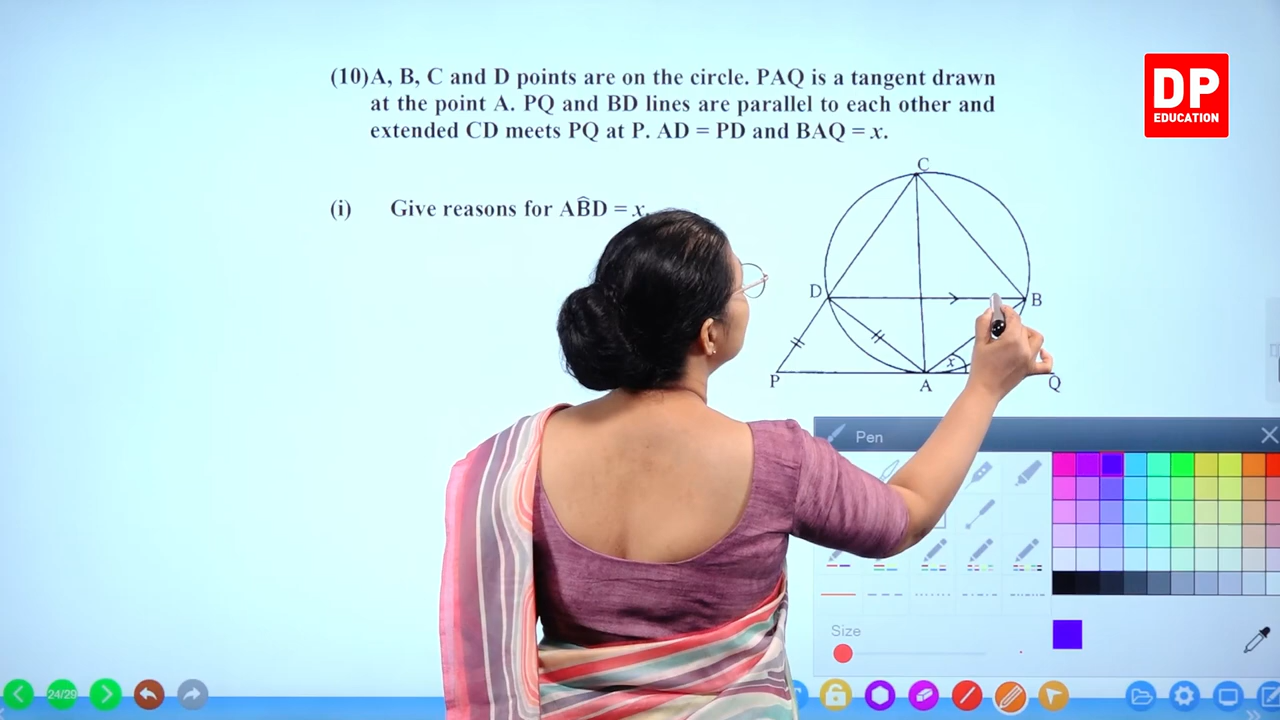 (10) A, B, C and D points are on the circle. PAQ is a tangent drawn
at the point A. PQ and BD lines are parallel to each other and
extended CD meets PQ at P. AD = PD and BAQ = x.
DP
EDUCATION
(i) Give reasons for AB̂D = x.
C
D
B
x
P
A
Q
Pen
Size
24/29